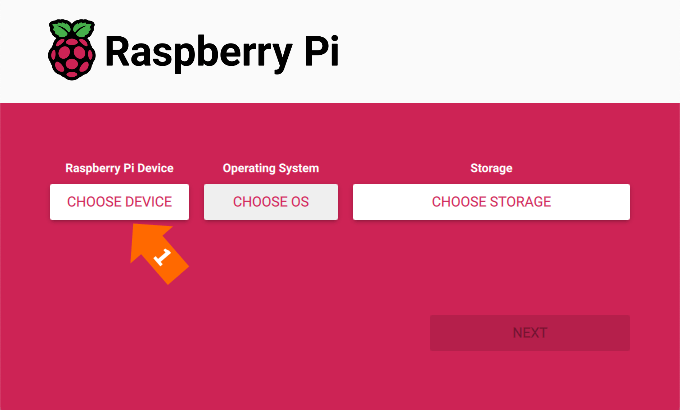 Raspberry Pi
Raspberry Pi Device
Operating System
Storage
CHOOSE DEVICE
CHOOSE OS
CHOOSE STORAGE
1
NEXT